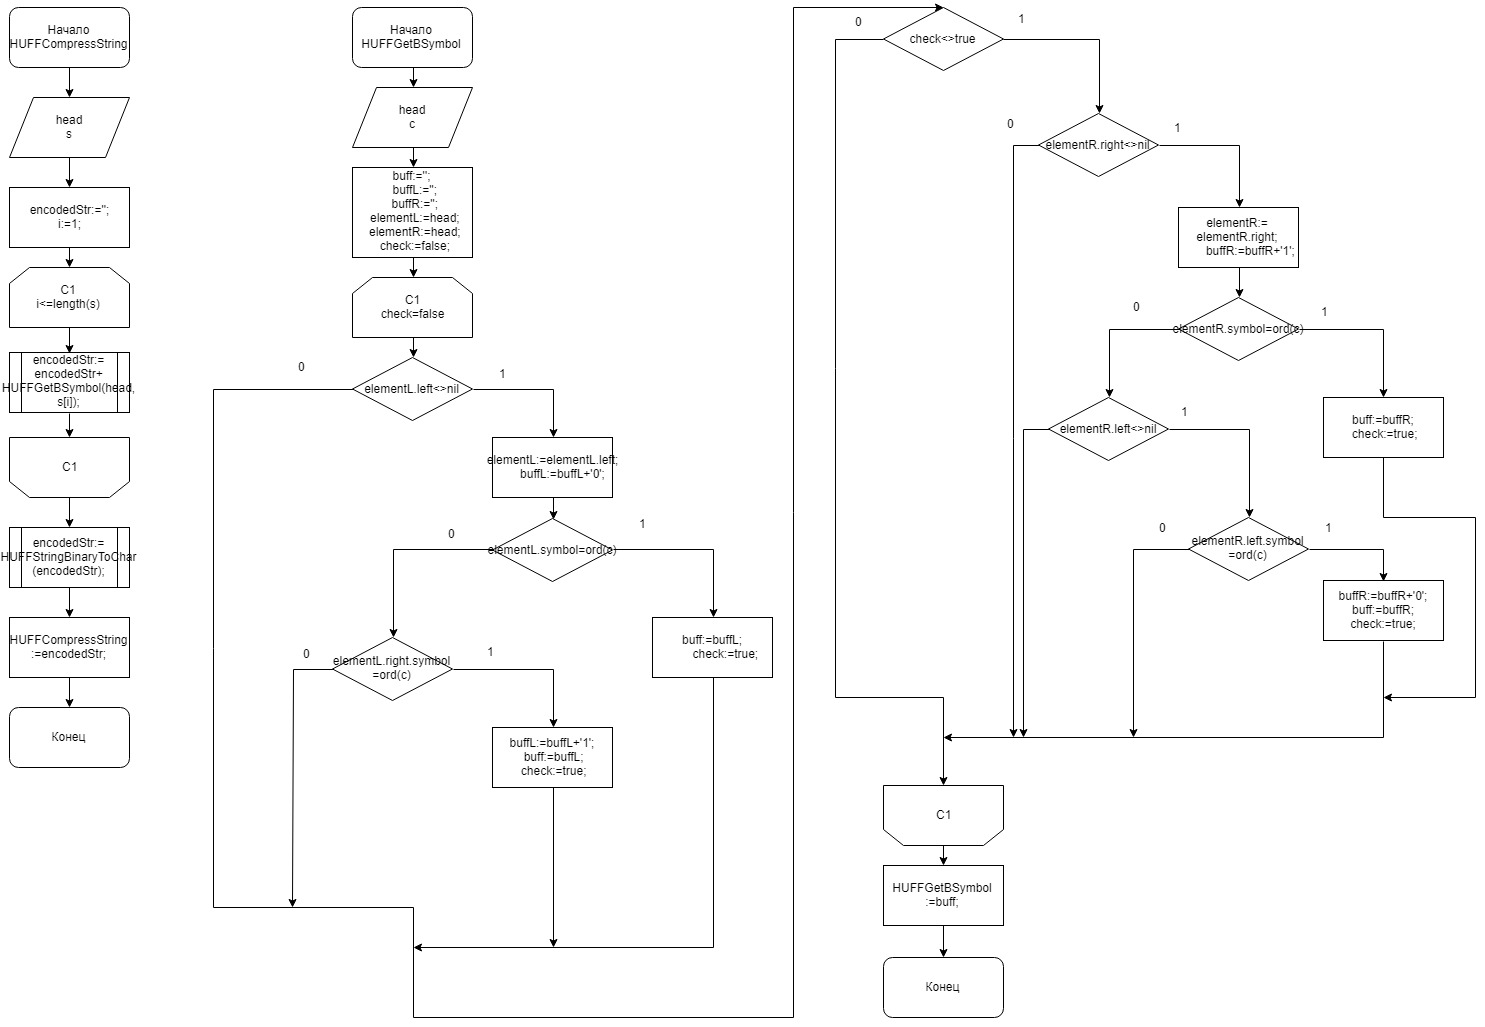 Начало
HUFFCompressString
head
s
encodedStr:='';
i:=1;
C1
i<=length(s)
encodedStr:=
encodedStr+
HUFFGetBSymbol(head,
s[i]);
C1
encodedStr:=
HUFFStringBinaryToChar
(encodedStr);
HUFFCompressString
:=encodedStr;
Конец
Начало
HUFFGetBSymbol
head
c
buff:='';
buffL:='';
buffR:='';
elementL:=head;
elementR:=head;
check:=false;
C1
check=false
0
elementL.left<>nil
1
elementL:=elementL.left;
buffL:=buffL+'0';
0
elementL.symbol=ord(c)
1
buff:=buffL;
check:=true;
0
elementL.right.symbol
=ord(c)
1
buffL:=buffL+'1';
buff:=buffL;
check:=true;
0
check<>true
1
0
elementR.right<>nil
1
elementR:=
elementR.right;
buffR:=buffR+'1';
0
elementR.symbol=ord(c)
1
buff:=buffR;
check:=true;
elementR.left<>nil
1
0
elementR.left.symbol
=ord(c)
1
buffR:=buffR+'0';
buff:=buffR;
check:=true;
C1
HUFFGetBSymbol
:=buff;
Конец